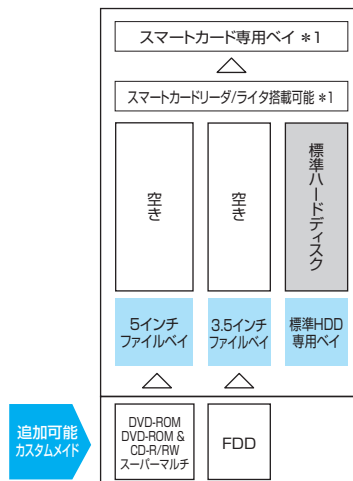 スマートカード専用ベイ *1
スマートカードリーダ/ライタ搭載可能 *1
空き
空き
標準ハードディスク
5インチ
ファイルベイ
3.5インチ
ファイルベイ
標準HDD
専用ベイ
追加可能
カスタムメイド
DVD-ROM
DVD-ROM &
CD-R/RW
スーパーマルチ
FDD